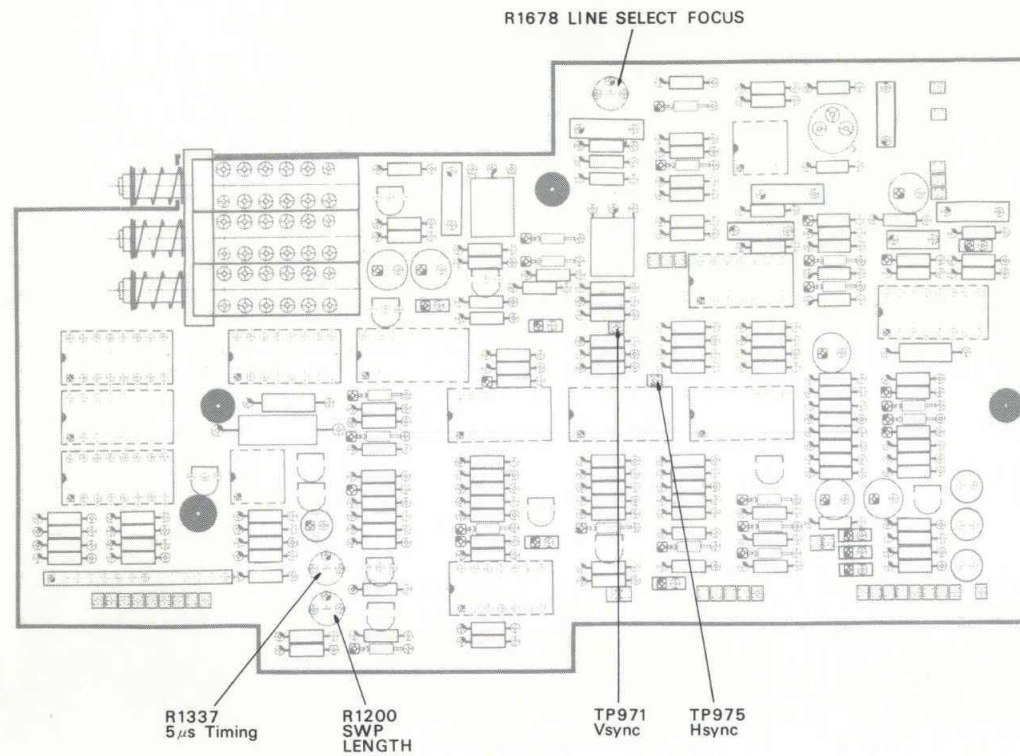 R1678 LINE SELECT FOCUS
R1337
5μs Timing
R1200
SWP
LENGTH
TP971
Vsync
TP975
Hsync